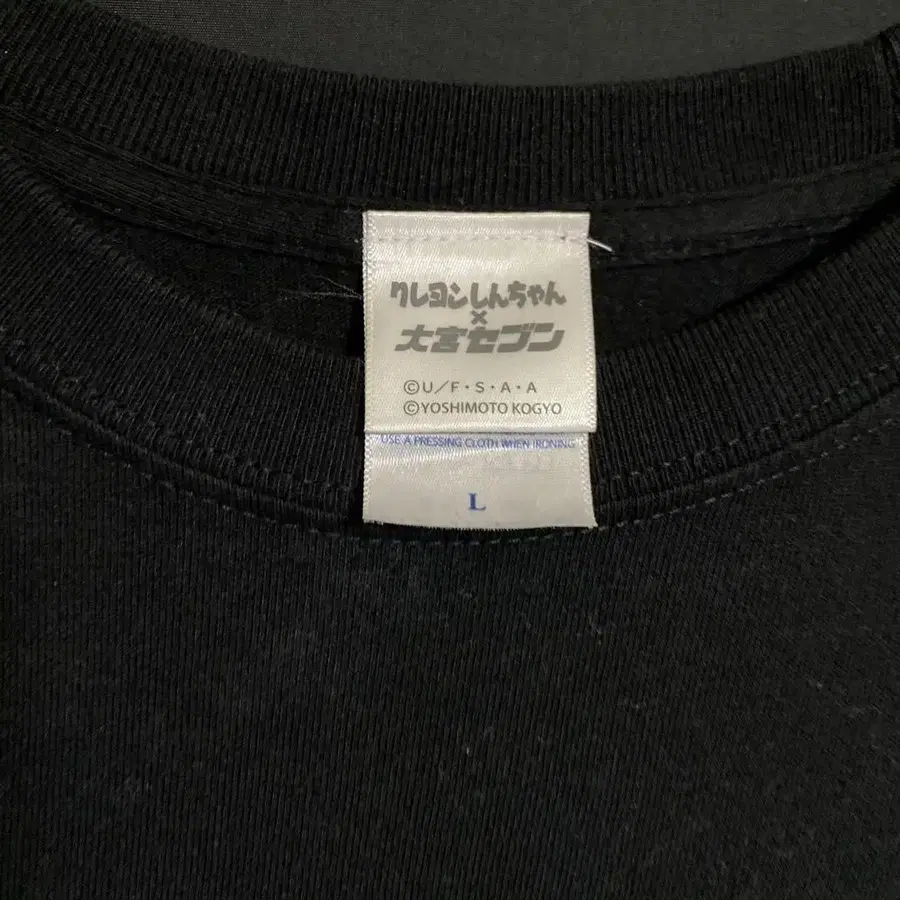 クレヨンしんちゃん
×
大宮セブン
©U/F・S・A・A
©YOSHIMOTO KOGYO
USE A PRESSING CLOTH WHEN IRONING
L